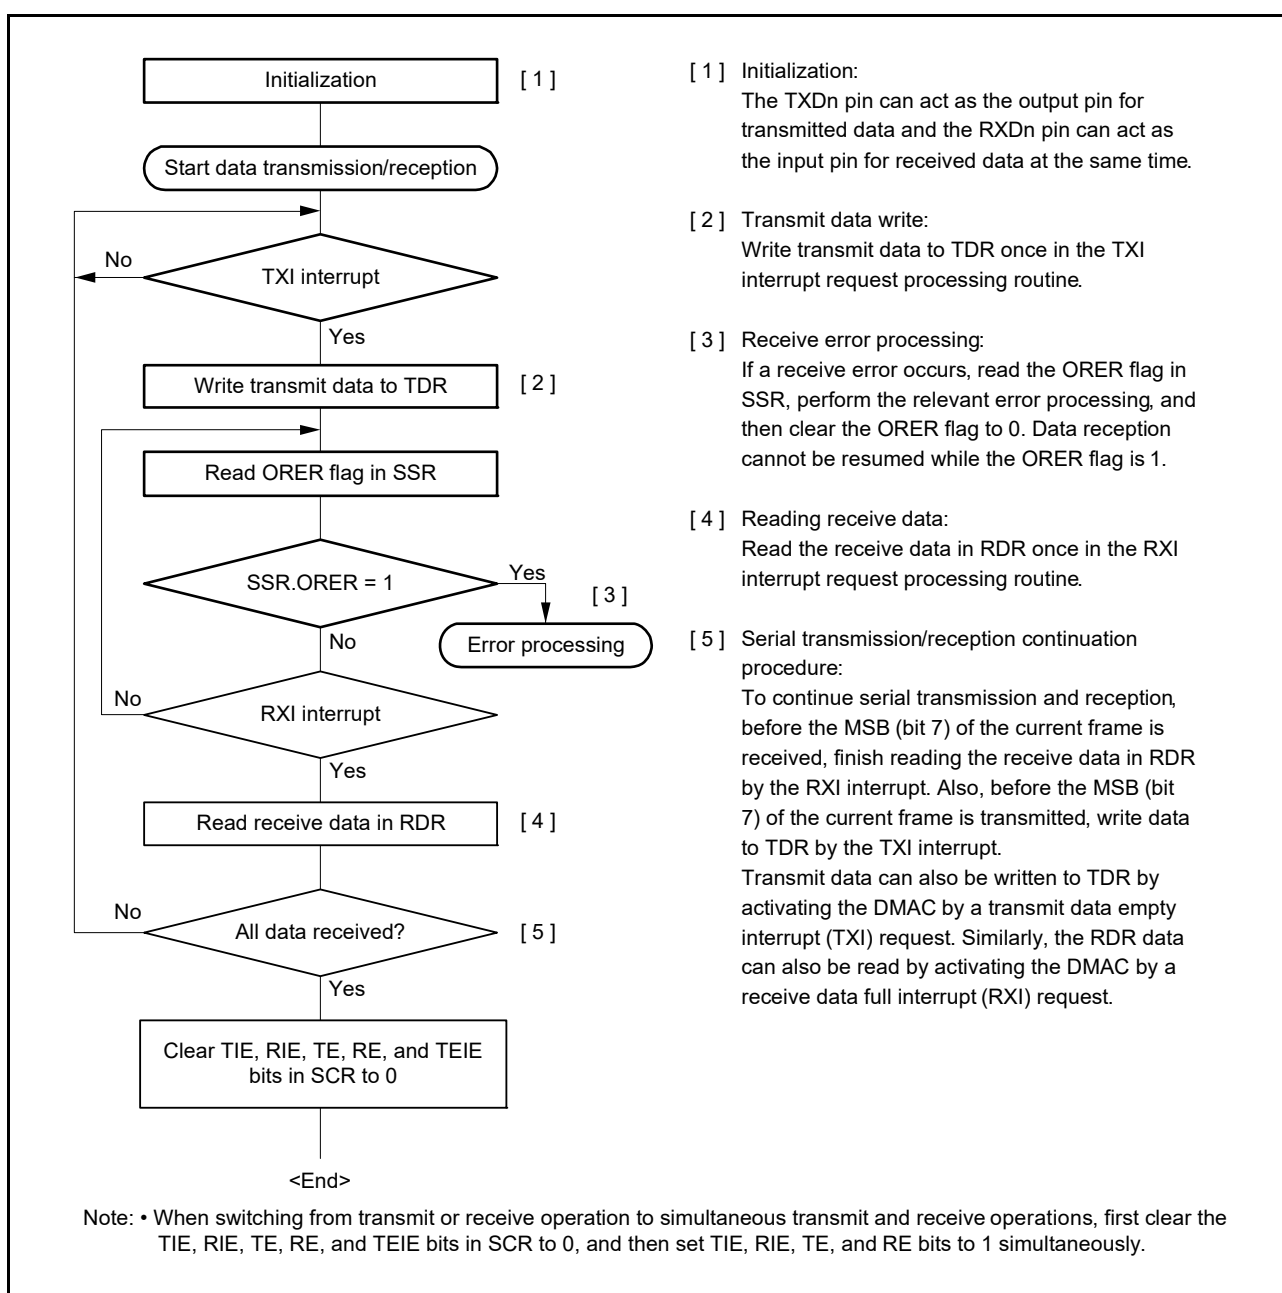 Initialization
[ 1 ]
Start data transmission/reception
No
TXI interrupt
Yes
Write transmit data to TDR
[ 2 ]
Read ORER flag in SSR
SSR.ORER = 1
Yes
[ 3 ]
Error processing
No
No
RXI interrupt
Yes
Read receive data in RDR
[ 4 ]
No
All data received?
[ 5 ]
Yes
Clear TIE, RIE, TE, RE, and TEIE
bits in SCR to 0
<End>
[ 1 ] Initialization:
The TXDn pin can act as the output pin for
transmitted data and the RXDn pin can act as
the input pin for received data at the same time.
[ 2 ] Transmit data write:
Write transmit data to TDR once in the TXI
interrupt request processing routine.
[ 3 ] Receive error processing:
If a receive error occurs, read the ORER flag in
SSR, perform the relevant error processing, and
then clear the ORER flag to 0. Data reception
cannot be resumed while the ORER flag is 1.
[ 4 ] Reading receive data:
Read the receive data in RDR once in the RXI
interrupt request processing routine.
[ 5 ] Serial transmission/reception continuation
procedure:
To continue serial transmission and reception,
before the MSB (bit 7) of the current frame is
received, finish reading the receive data in RDR
by the RXI interrupt. Also, before the MSB (bit
7) of the current frame is transmitted, write data
to TDR by the TXI interrupt.
Transmit data can also be written to TDR by
activating the DMAC by a transmit data empty
interrupt (TXI) request. Similarly, the RDR data
can also be read by activating the DMAC by a
receive data full interrupt (RXI) request.
Note: • When switching from transmit or receive operation to simultaneous transmit and receive operations, first clear the
TIE, RIE, TE, RE, and TEIE bits in SCR to 0, and then set TIE, RIE, TE, and RE bits to 1 simultaneously.